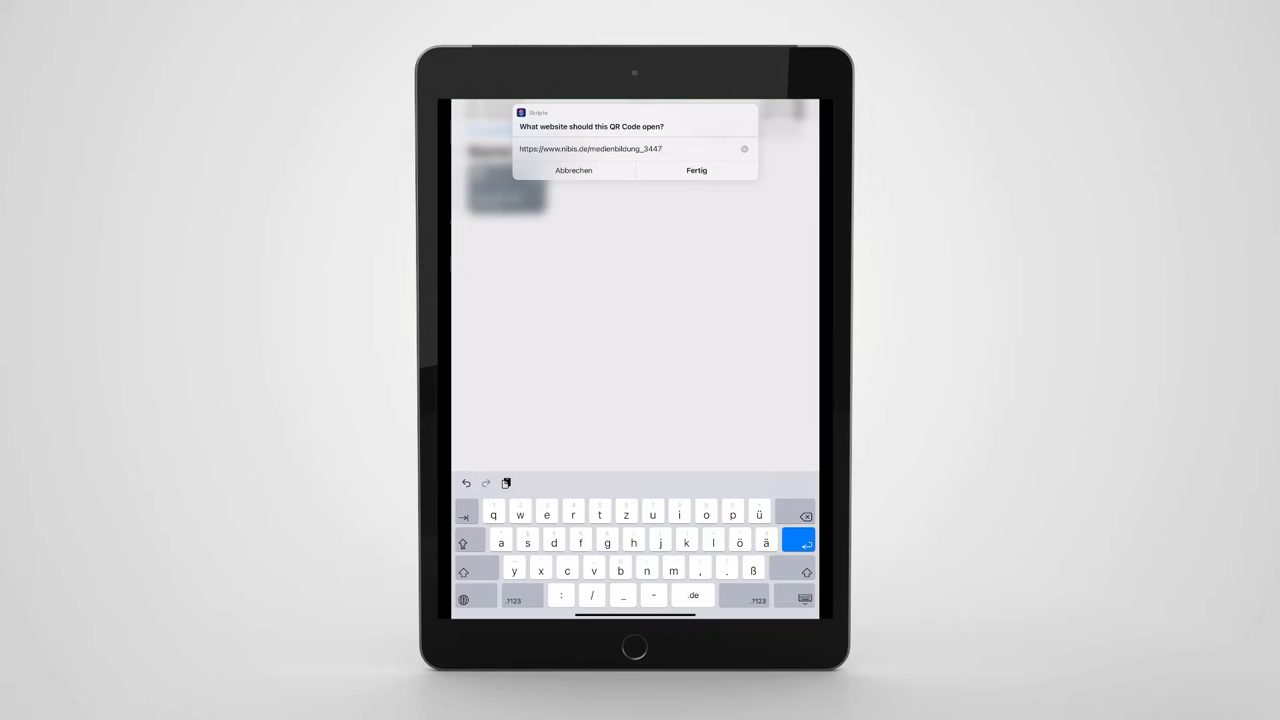 Skripte
What website should this QR Code open?
https://www.nibis.de/medienbildung_3447
Abbrechen
Fertig
q w e r t z u i o p ü
a s d f g h j k l ö ä
y x c v b n m , . ß
.?123 : / _ - .de .?123